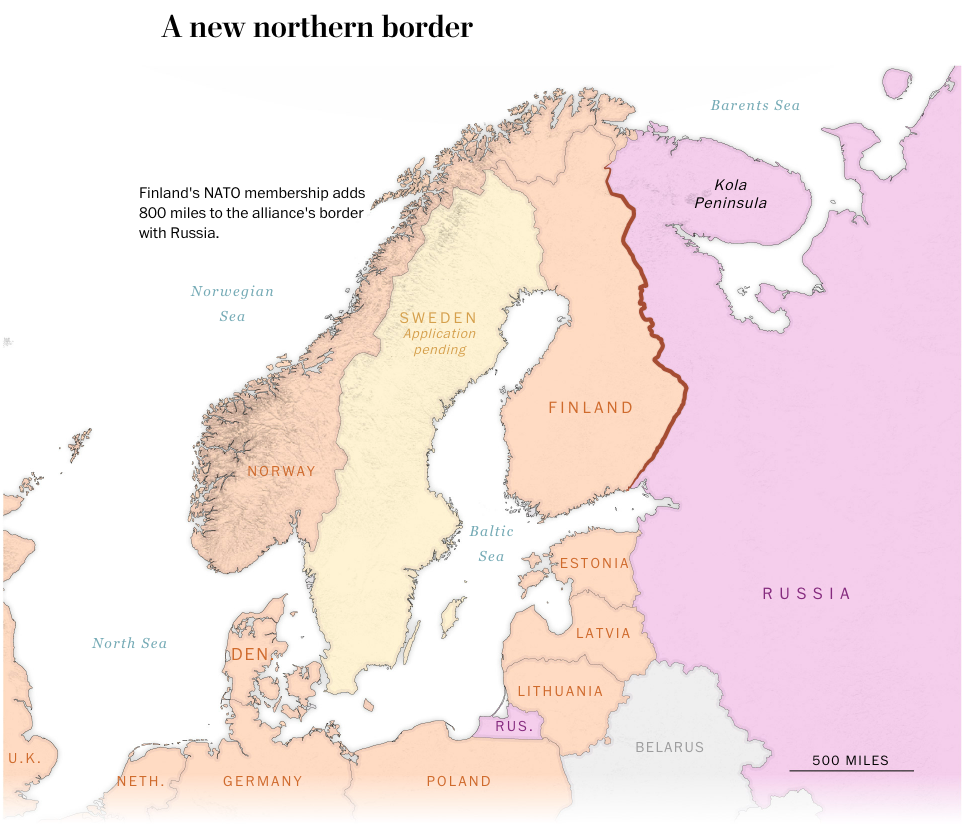 A new northern border
Barents Sea
Kola
Peninsula
Finland's NATO membership adds
800 miles to the alliance's border
with Russia.
Norwegian
Sea
SWEDEN
Application
pending
FINLAND
NORWAY
Baltic
Sea
ESTONIA
RUSSIA
North Sea
LATVIA
DEN.
LITHUANIA
RUS.
BELARUS
U.K.
NETH.
GERMANY
POLAND
500 MILES